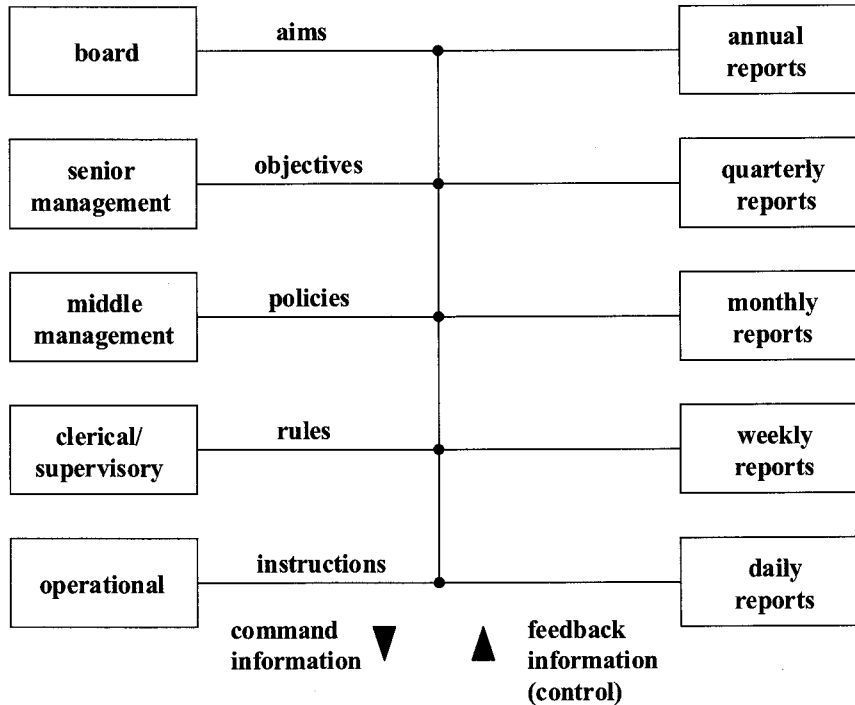 board
aims
annual
reports
senior
management
objectives
quarterly
reports
middle
management
policies
monthly
reports
clerical/
supervisory
rules
weekly
reports
operational
instructions
daily
reports
command
information
feedback
information
(control)